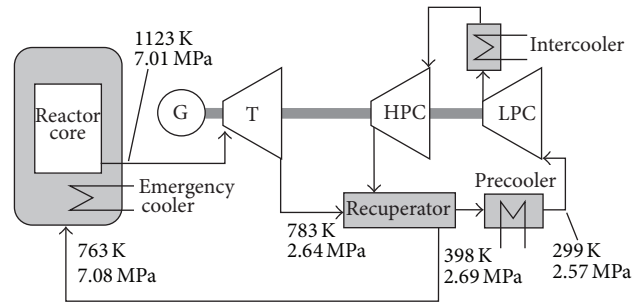 1123 K
7.01 MPa
Intercooler
Reactor
core
G
T
HPC
LPC
Emergency
cooler
Precooler
Recuperator
763 K
7.08 MPa
783 K
2.64 MPa
398 K
2.69 MPa
299 K
2.57 MPa